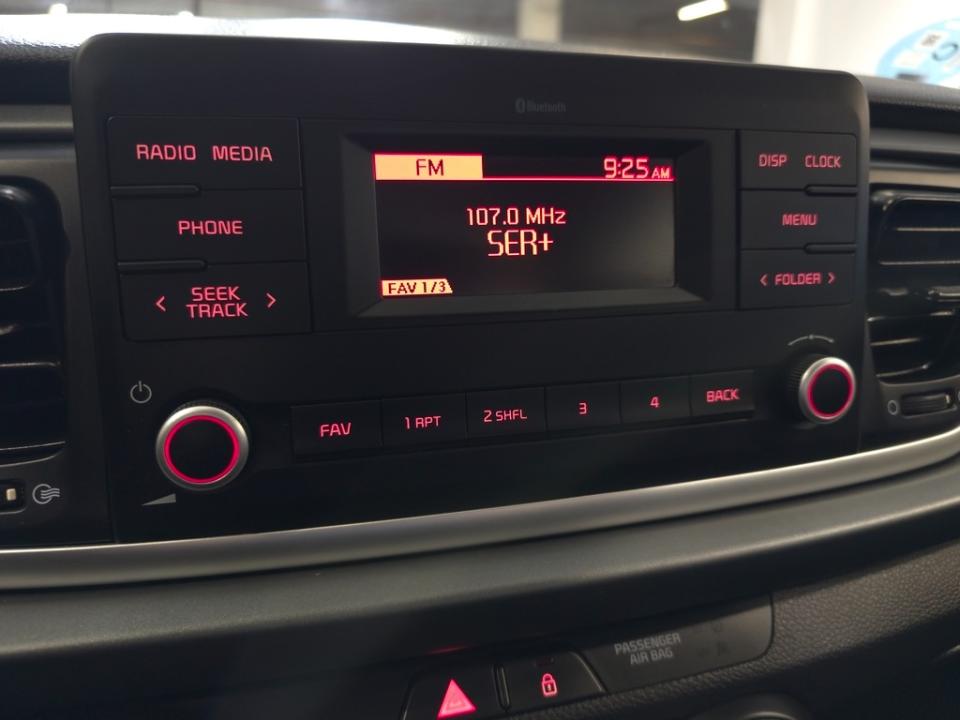 Bluetooth
RADIO MEDIA
FM
9:25 AM
DISP CLOCK
PHONE
107.0 MHz
MENU
SER+
< SEEK TRACK >
FAV 1/3
< FOLDER >
FAV
1 RPT
2 SHFL
3
4
BACK
PASSENGER
AIR BAG